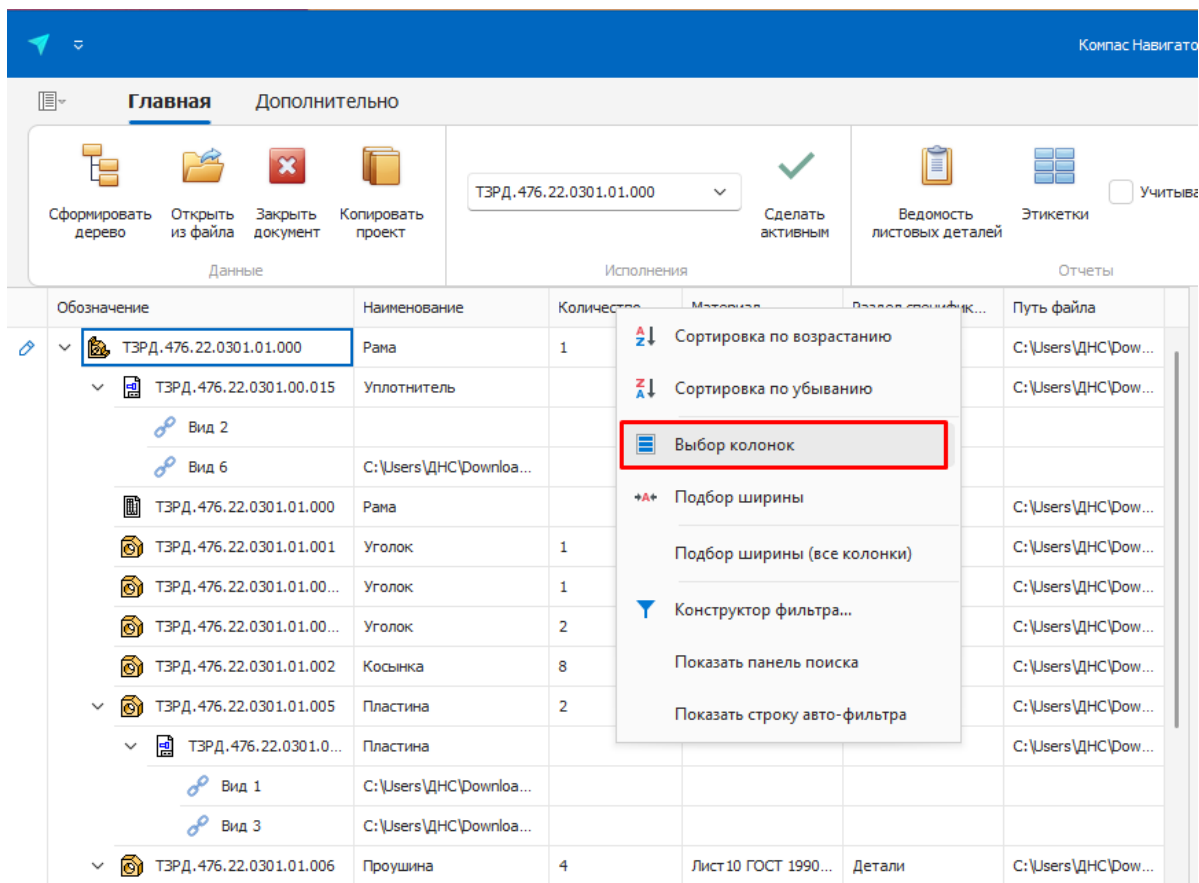 Компас Навигато
Главная Дополнительно
Сформировать дерево
Открыть из файла
Закрыть документ
Копировать проект
ТЗРД.476.22.0301.01.000
Сделать активным
Ведомость листовых деталей
Этикетки
Учитыва
Данные Исполнения Отчеты
Обозначение Наименование Количество Материал Раздел специфик... Путь файла
ТЗРД.476.22.0301.01.000 Рама 1 C:\Users\ДНС\Dow...
ТЗРД.476.22.0301.00.015 Уплотнитель C:\Users\ДНС\Dow...
Вид 2
Вид 6 C:\Users\ДНС\Downloa...
ТЗРД.476.22.0301.01.000 Рама C:\Users\ДНС\Dow...
ТЗРД.476.22.0301.01.001 Уголок 1 C:\Users\ДНС\Dow...
ТЗРД.476.22.0301.01.00... Уголок 1 C:\Users\ДНС\Dow...
ТЗРД.476.22.0301.01.00... Уголок 2 C:\Users\ДНС\Dow...
ТЗРД.476.22.0301.01.002 Косынка 8 C:\Users\ДНС\Dow...
ТЗРД.476.22.0301.01.005 Пластина 2 C:\Users\ДНС\Dow...
ТЗРД.476.22.0301.0... Пластина C:\Users\ДНС\Dow...
Вид 1 C:\Users\ДНС\Downloa...
Вид 3 C:\Users\ДНС\Downloa...
ТЗРД.476.22.0301.01.006 Проушина 4 Лист10 ГОСТ 1990... Детали C:\Users\ДНС\Dow...
Сортировка по возрастанию
Сортировка по убыванию
Выбор колонок
Подбор ширины
Подбор ширины (все колонки)
Конструктор фильтра...
Показать панель поиска
Показать строку авто-фильтра